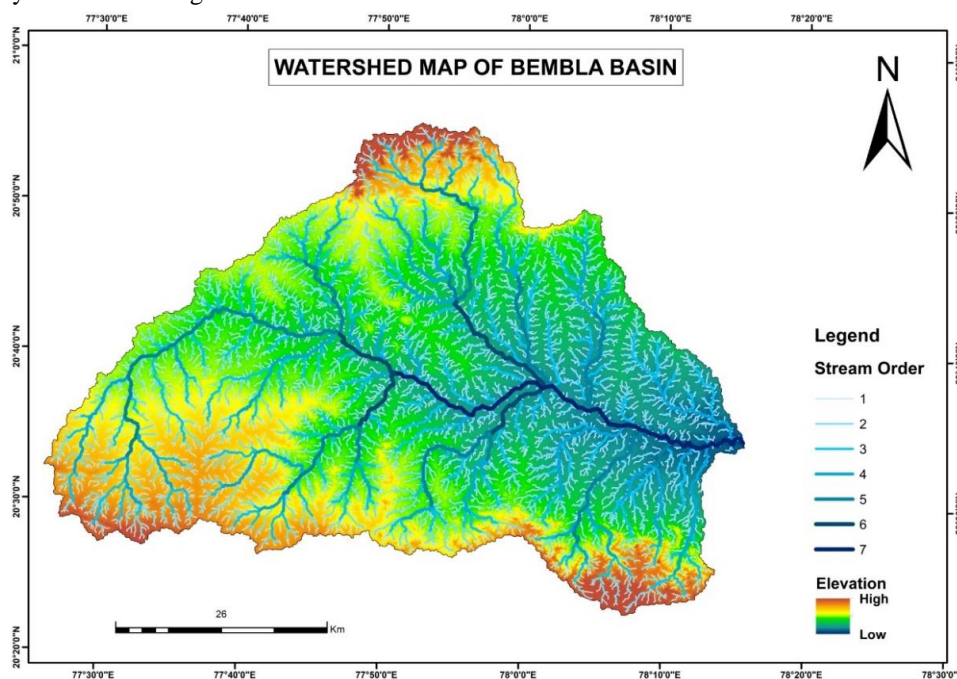 77°30'0"E 77°40'0"E 77°50'0"E 78°0'0"E 78°10'0"E 78°20'0"E
21°0'0"N
WATERSHED MAP OF BEMBLA BASIN
N
20°50'0"N
20°40'0"N
Legend
Stream Order
1
2
3
4
5
6
7
20°30'0"N
Elevation
High
Low
26
Km
20°20'0"N
77°30'0"E 77°40'0"E 77°50'0"E 78°0'0"E 78°10'0"E 78°20'0"E 78°30'0"E